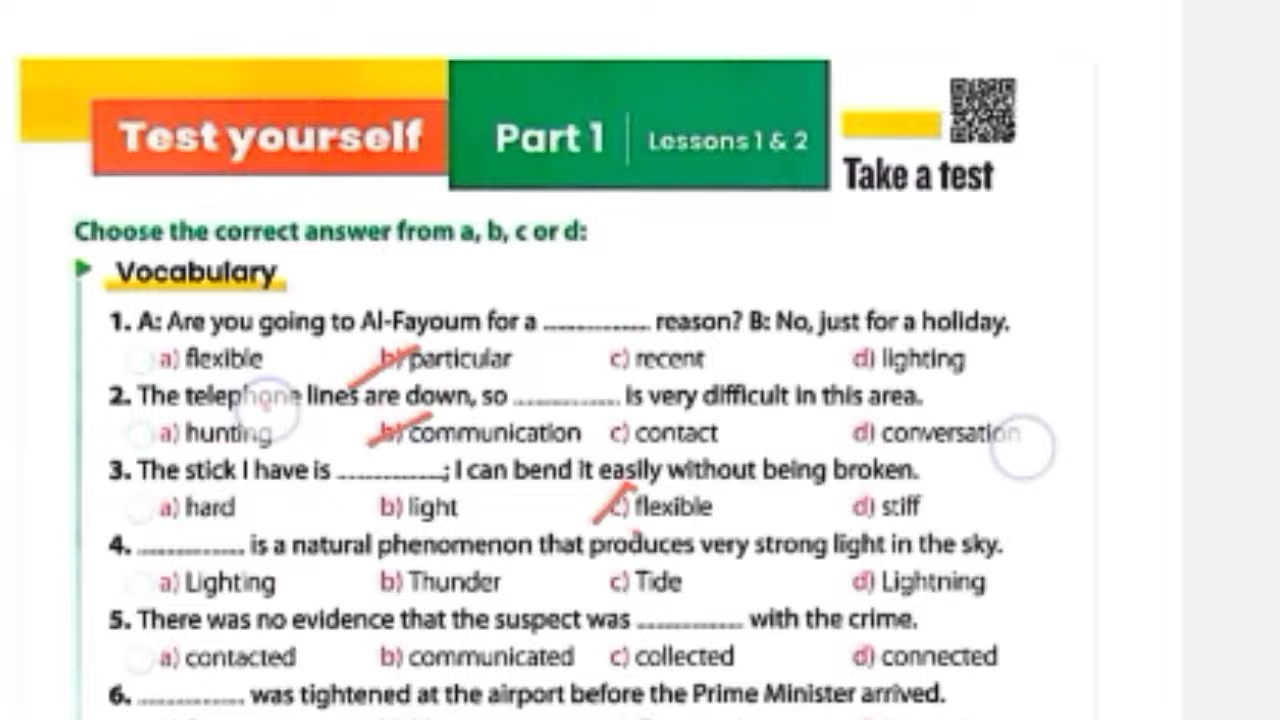 Test yourself
Part 1
Lessons 1 & 2
Take a test
Choose the correct answer from a, b, c or d:
Vocabulary
1. A: Are you going to Al-Fayoum for a ............ reason? B: No, just for a holiday.
a) flexible b) particular c) recent d) lighting
2. The telephone lines are down, so ............ is very difficult in this area.
a) hunting b) communication c) contact d) conversation
3. The stick I have is ............; I can bend it easily without being broken.
a) hard b) light c) flexible d) stiff
4. ............ is a natural phenomenon that produces very strong light in the sky.
a) Lighting b) Thunder c) Tide d) Lightning
5. There was no evidence that the suspect was ............ with the crime.
a) contacted b) communicated c) collected d) connected
6. ............ was tightened at the airport before the Prime Minister arrived.